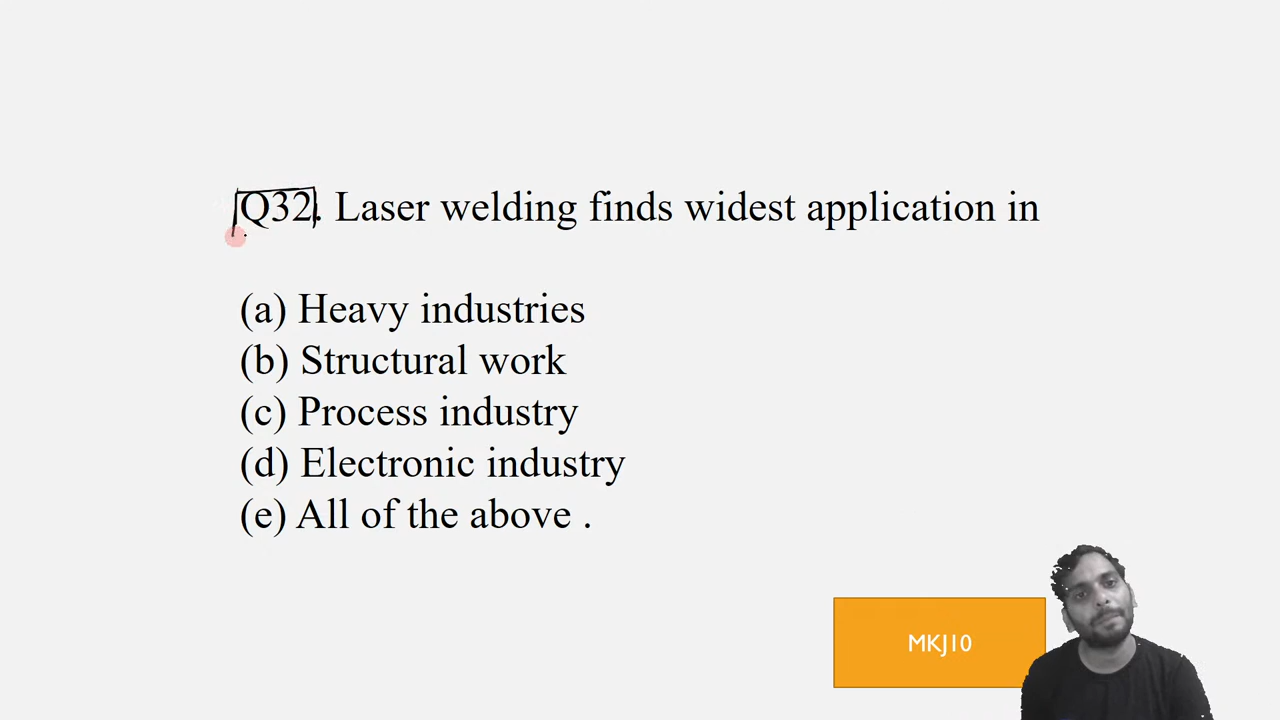 Q32. Laser welding finds widest application in
(a) Heavy industries
(b) Structural work
(c) Process industry
(d) Electronic industry
(e) All of the above .
MKJ10